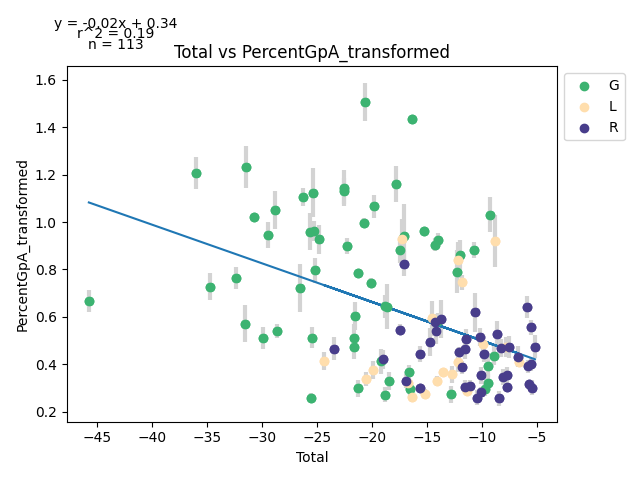 y = -0.02x + 0.34
r^2 = 0.19
n = 113
Total vs PercentGpA_transformed
1.6
1.4
1.2
1.0
0.8
0.6
0.4
0.2
PercentGpA_transformed
−45
−40
−35
−30
−25
−20
−15
−10
−5
Total
G
L
R